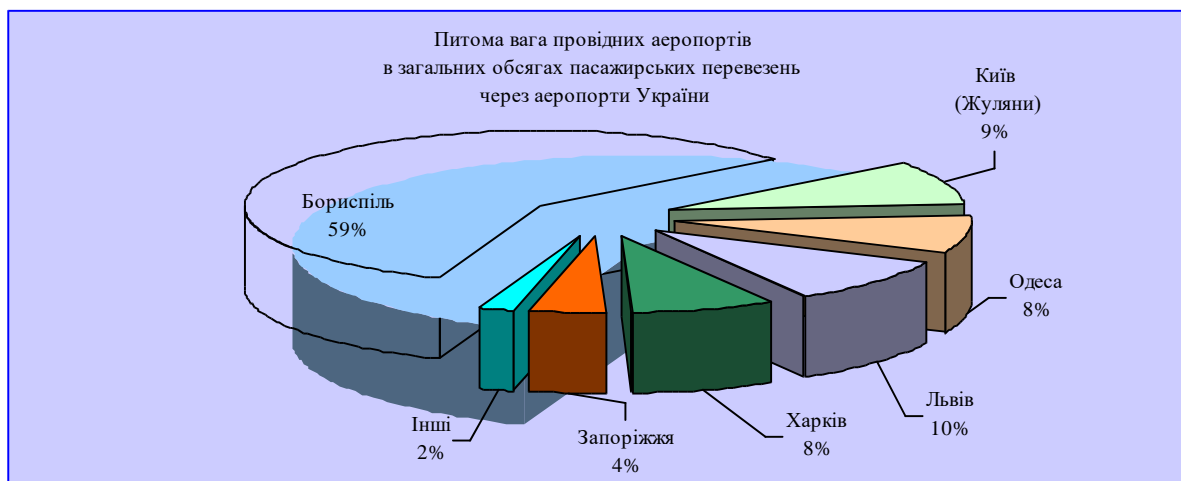 Питома вага провідних аеропортів
в загальних обсягах пасажирських перевезень
через аеропорти України
Київ
(Жуляни)
9%
Бориспіль
59%
Одеса
8%
Львів
10%
Харків
8%
Запоріжжя
4%
Інші
2%